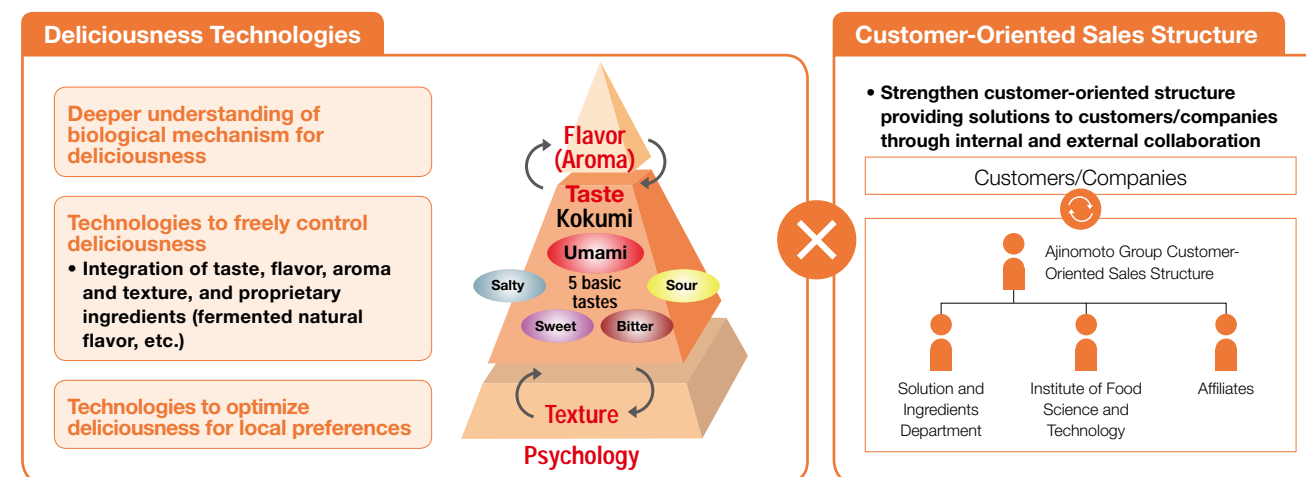 Deliciousness Technologies
Deeper understanding of
biological mechanism for
deliciousness
Technologies to freely control
deliciousness
• Integration of taste, flavor, aroma
and texture, and proprietary
ingredients (fermented natural
flavor, etc.)
Technologies to optimize
deliciousness for local preferences
Flavor
(Aroma)
Taste
Kokumi
Umami
Salty
5 basic
tastes
Sour
Sweet
Bitter
Texture
Psychology
Customer-Oriented Sales Structure
• Strengthen customer-oriented structure
providing solutions to customers/companies
through internal and external collaboration
Customers/Companies
Ajinomoto Group Customer-
Oriented Sales Structure
Solution and
Ingredients
Department
Institute of Food
Science and
Technology
Affiliates